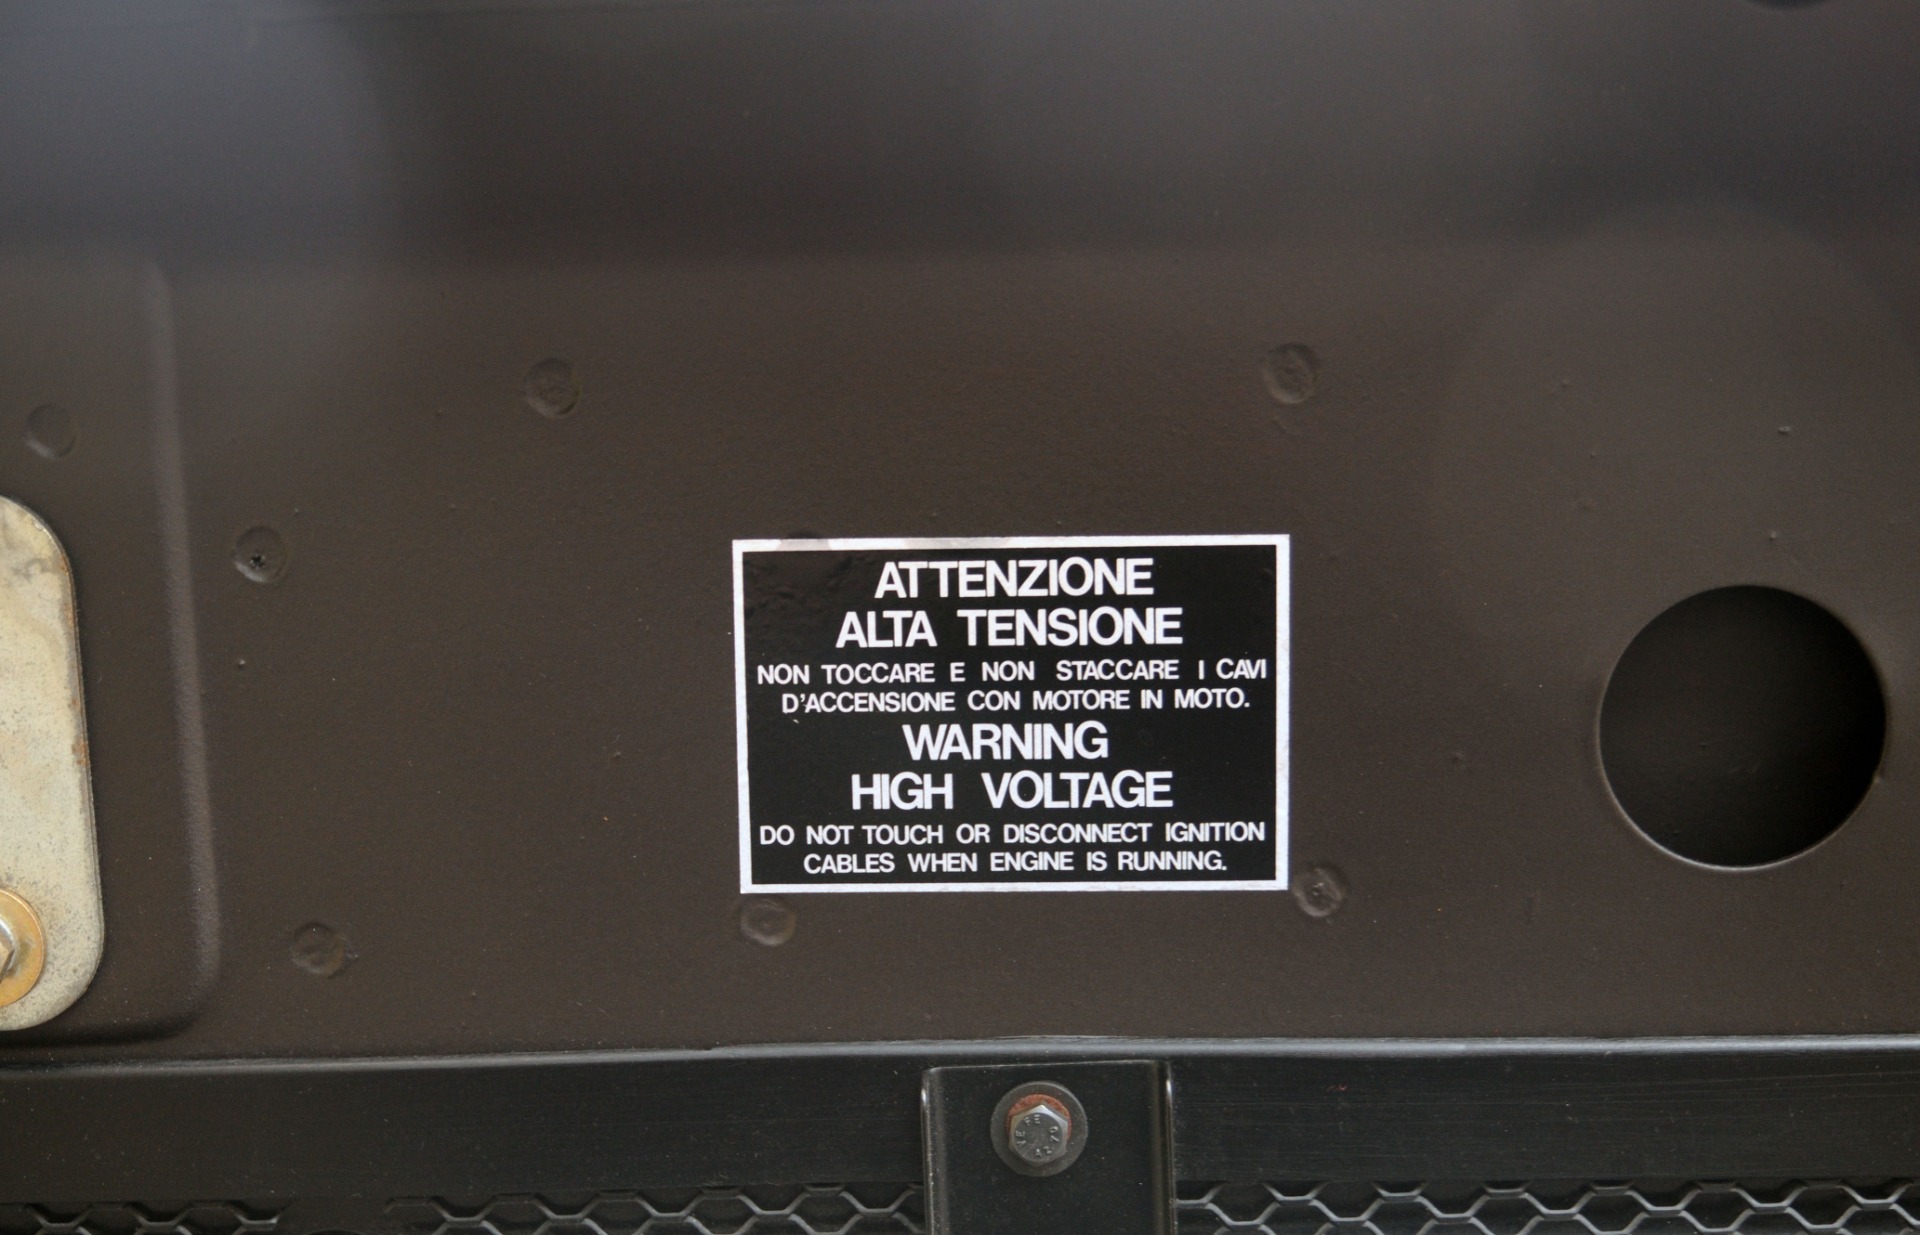 ATTENZIONE
ALTA TENSIONE
NON TOCCARE E NON STACCARE I CAVI
D'ACCENSIONE CON MOTORE IN MOTO.
WARNING
HIGH VOLTAGE
DO NOT TOUCH OR DISCONNECT IGNITION
CABLES WHEN ENGINE IS RUNNING.